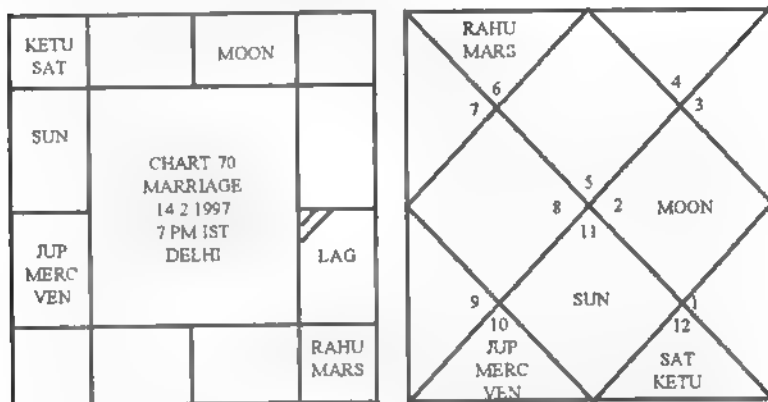 KETU
SAT
MOON
SUN
CHART 70
MARRIAGE
14 2 1997
7 PM IST
DELHI
JUP
MERC
VEN
LAG
RAHU
MARS
RAHU
MARS
6
7
4
3
5
8
2
11
MOON
SUN
9
10
1
12
JUP
MERC
VEN
SAT
KETU